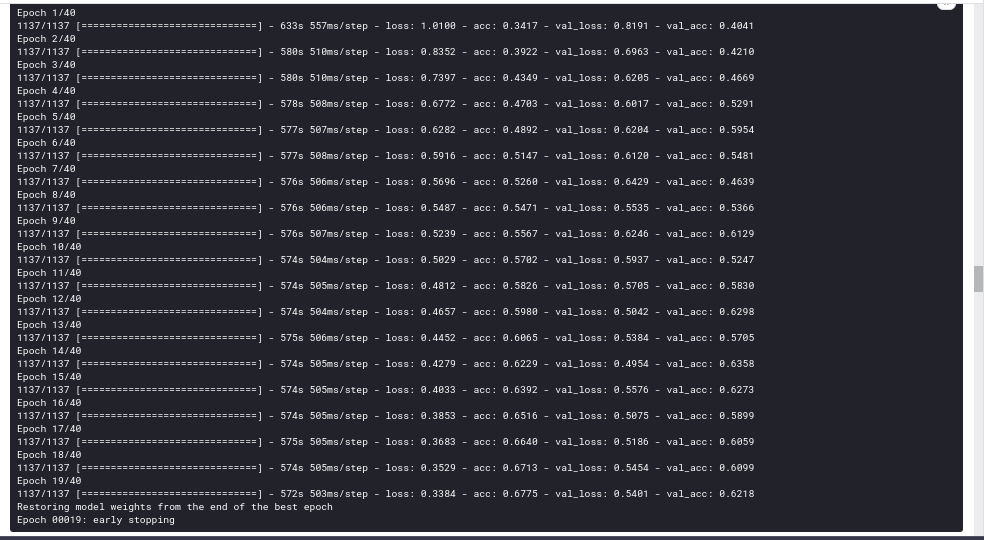 Epoch 1/40
1137/1137 [==============================] - 633s 557ms/step - loss: 1.0100 - acc: 0.3417 - val_loss: 0.8191 - val_acc: 0.4041
Epoch 2/40
1137/1137 [==============================] - 580s 510ms/step - loss: 0.8352 - acc: 0.3922 - val_loss: 0.6963 - val_acc: 0.4210
Epoch 3/40
1137/1137 [==============================] - 580s 510ms/step - loss: 0.7397 - acc: 0.4349 - val_loss: 0.6205 - val_acc: 0.4669
Epoch 4/40
1137/1137 [==============================] - 578s 508ms/step - loss: 0.6772 - acc: 0.4703 - val_loss: 0.6017 - val_acc: 0.5291
Epoch 5/40
1137/1137 [==============================] - 577s 507ms/step - loss: 0.6282 - acc: 0.4892 - val_loss: 0.6204 - val_acc: 0.5954
Epoch 6/40
1137/1137 [==============================] - 577s 508ms/step - loss: 0.5916 - acc: 0.5147 - val_loss: 0.6120 - val_acc: 0.5481
Epoch 7/40
1137/1137 [==============================] - 576s 506ms/step - loss: 0.5696 - acc: 0.5260 - val_loss: 0.6429 - val_acc: 0.4639
Epoch 8/40
1137/1137 [==============================] - 576s 506ms/step - loss: 0.5487 - acc: 0.5471 - val_loss: 0.5535 - val_acc: 0.5366
Epoch 9/40
1137/1137 [==============================] - 576s 507ms/step - loss: 0.5239 - acc: 0.5567 - val_loss: 0.6246 - val_acc: 0.6129
Epoch 10/40
1137/1137 [==============================] - 574s 504ms/step - loss: 0.5029 - acc: 0.5702 - val_loss: 0.5937 - val_acc: 0.5247
Epoch 11/40
1137/1137 [==============================] - 574s 505ms/step - loss: 0.4812 - acc: 0.5826 - val_loss: 0.5705 - val_acc: 0.5830
Epoch 12/40
1137/1137 [==============================] - 574s 504ms/step - loss: 0.4657 - acc: 0.5980 - val_loss: 0.5042 - val_acc: 0.6298
Epoch 13/40
1137/1137 [==============================] - 575s 506ms/step - loss: 0.4452 - acc: 0.6065 - val_loss: 0.5384 - val_acc: 0.5705
Epoch 14/40
1137/1137 [==============================] - 574s 505ms/step - loss: 0.4279 - acc: 0.6229 - val_loss: 0.4954 - val_acc: 0.6358
Epoch 15/40
1137/1137 [==============================] - 574s 505ms/step - loss: 0.4033 - acc: 0.6392 - val_loss: 0.5576 - val_acc: 0.6273
Epoch 16/40
1137/1137 [==============================] - 574s 505ms/step - loss: 0.3853 - acc: 0.6516 - val_loss: 0.5075 - val_acc: 0.5899
Epoch 17/40
1137/1137 [==============================] - 575s 505ms/step - loss: 0.3683 - acc: 0.6640 - val_loss: 0.5186 - val_acc: 0.6059
Epoch 18/40
1137/1137 [==============================] - 574s 505ms/step - loss: 0.3529 - acc: 0.6713 - val_loss: 0.5454 - val_acc: 0.6099
Epoch 19/40
1137/1137 [==============================] - 572s 503ms/step - loss: 0.3384 - acc: 0.6775 - val_loss: 0.5401 - val_acc: 0.6218
Restoring model weights from the end of the best epoch
Epoch 00019: early stopping